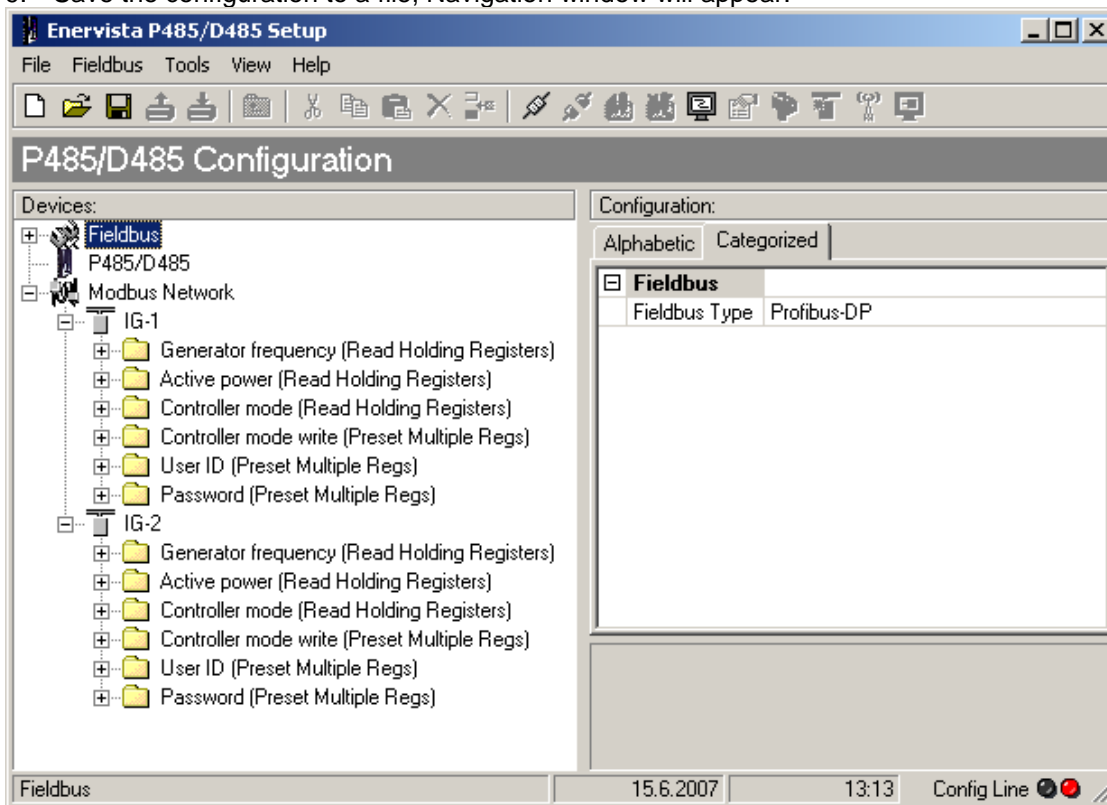 Save the configuration to a file, Navigation window will appear.
Enervista P485/D485 Setup
File Fieldbus Tools View Help
P485/D485 Configuration
Devices:
Fieldbus
P485/D485
Modbus Network
IG-1
Generator frequency (Read Holding Registers)
Active power (Read Holding Registers)
Controller mode (Read Holding Registers)
Controller mode write (Preset Multiple Regs)
User ID (Preset Multiple Regs)
Password (Preset Multiple Regs)
IG-2
Generator frequency (Read Holding Registers)
Active power (Read Holding Registers)
Controller mode (Read Holding Registers)
Controller mode write (Preset Multiple Regs)
User ID (Preset Multiple Regs)
Password (Preset Multiple Regs)
Configuration:
Alphabetic Categorized
Fieldbus
Fieldbus Type Profibus-DP
Fieldbus 15.6.2007 13:13 Config Line